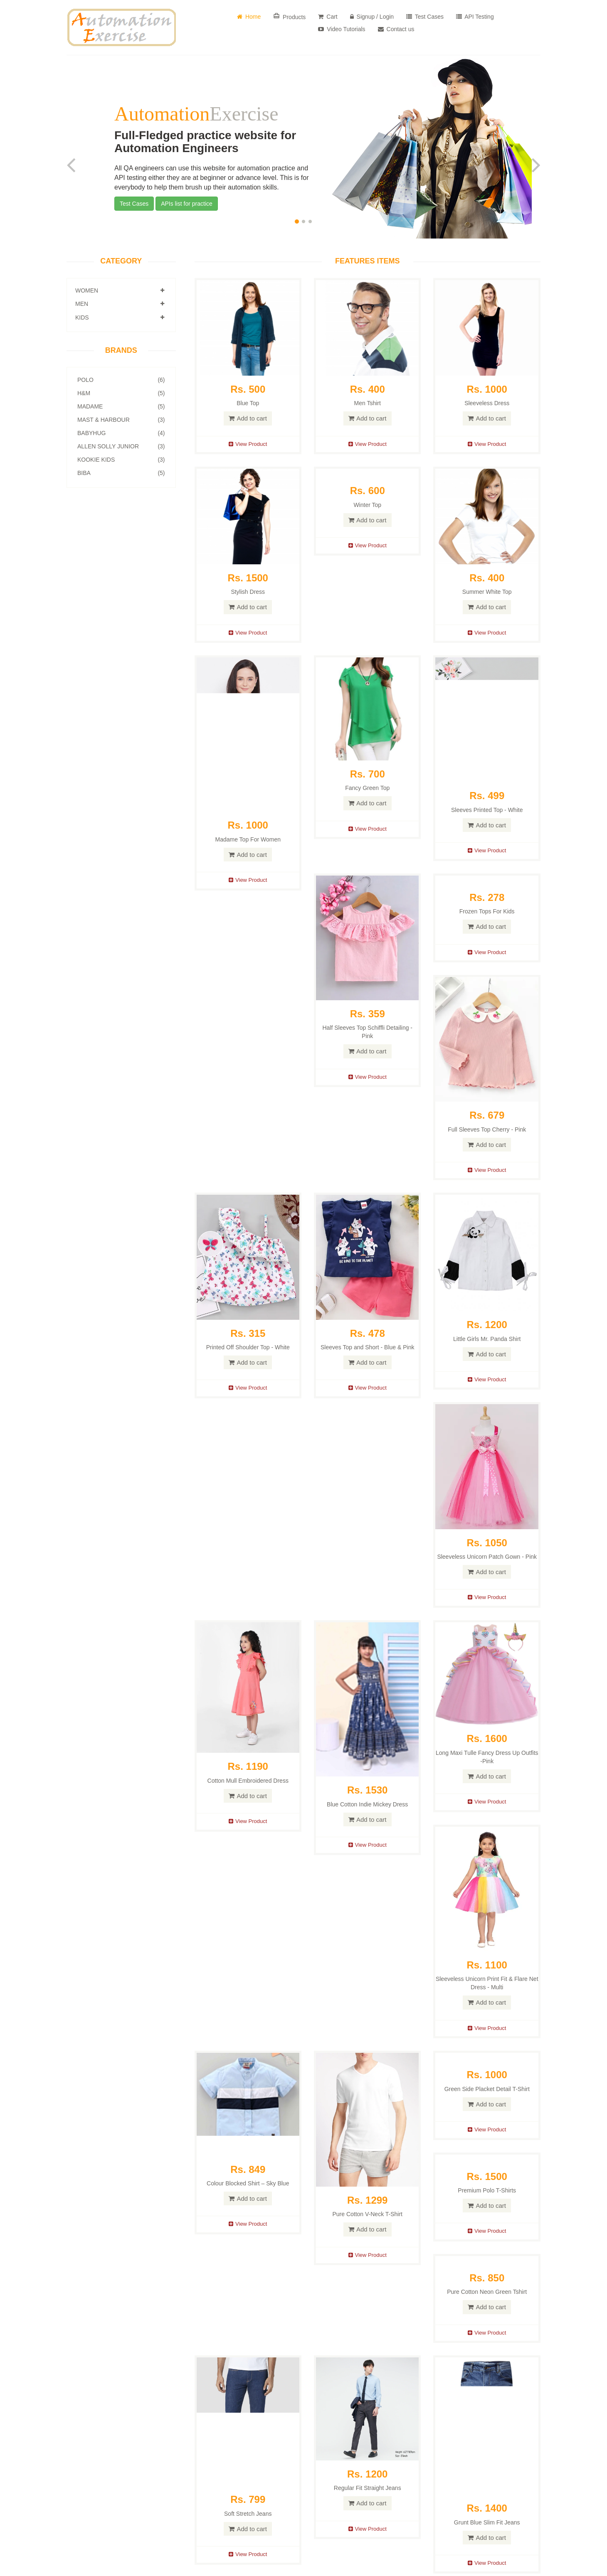 Automation
Exercise
Home
Products
Cart
Signup / Login
Test Cases
API Testing
Video Tutorials
Contact us
AutomationExercise
Full-Fledged practice website for
Automation Engineers
All QA engineers can use this website for automation practice and
API testing either they are at beginner or advance level. This is for
everybody to help them brush up their automation skills.
Test Cases
APIs list for practice
CATEGORY
WOMEN
MEN
KIDS
BRANDS
POLO (6)
H&M (5)
MADAME (5)
MAST & HARBOUR (3)
BABYHUG (4)
ALLEN SOLLY JUNIOR (3)
KOOKIE KIDS (3)
BIBA (5)
FEATURES ITEMS
Rs. 500
Blue Top
Add to cart
View Product
Rs. 400
Men Tshirt
Add to cart
View Product
Rs. 1000
Sleeveless Dress
Add to cart
View Product
Rs. 1500
Stylish Dress
Add to cart
View Product
Rs. 600
Winter Top
Add to cart
View Product
Rs. 400
Summer White Top
Add to cart
View Product
Rs. 1000
Madame Top For Women
Add to cart
View Product
Rs. 700
Fancy Green Top
Add to cart
View Product
Rs. 499
Sleeves Printed Top - White
Add to cart
View Product
Rs. 359
Half Sleeves Top Schiffli Detailing -
Pink
Add to cart
View Product
Rs. 278
Frozen Tops For Kids
Add to cart
View Product
Rs. 679
Full Sleeves Top Cherry - Pink
Add to cart
View Product
Rs. 315
Printed Off Shoulder Top - White
Add to cart
View Product
BE KIND TO THE PLANET
Rs. 478
Sleeves Top and Short - Blue & Pink
Add to cart
View Product
Rs. 1200
Little Girls Mr. Panda Shirt
Add to cart
View Product
Rs. 1050
Sleeveless Unicorn Patch Gown - Pink
Add to cart
View Product
Rs. 1190
Cotton Mull Embroidered Dress
Add to cart
View Product
Rs. 1530
Blue Cotton Indie Mickey Dress
Add to cart
View Product
Rs. 1600
Long Maxi Tulle Fancy Dress Up Outfits
-Pink
Add to cart
View Product
Rs. 1100
Sleeveless Unicorn Print Fit & Flare Net
Dress - Multi
Add to cart
View Product
Rs. 849
Colour Blocked Shirt – Sky Blue
Add to cart
View Product
Rs. 1299
Pure Cotton V-Neck T-Shirt
Add to cart
View Product
Rs. 1000
Green Side Placket Detail T-Shirt
Add to cart
View Product
Rs. 1500
Premium Polo T-Shirts
Add to cart
View Product
Rs. 850
Pure Cotton Neon Green Tshirt
Add to cart
View Product
Rs. 799
Soft Stretch Jeans
Add to cart
View Product
Rs. 1200
Regular Fit Straight Jeans
Add to cart
View Product
Rs. 1400
Grunt Blue Slim Fit Jeans
Add to cart
View Product